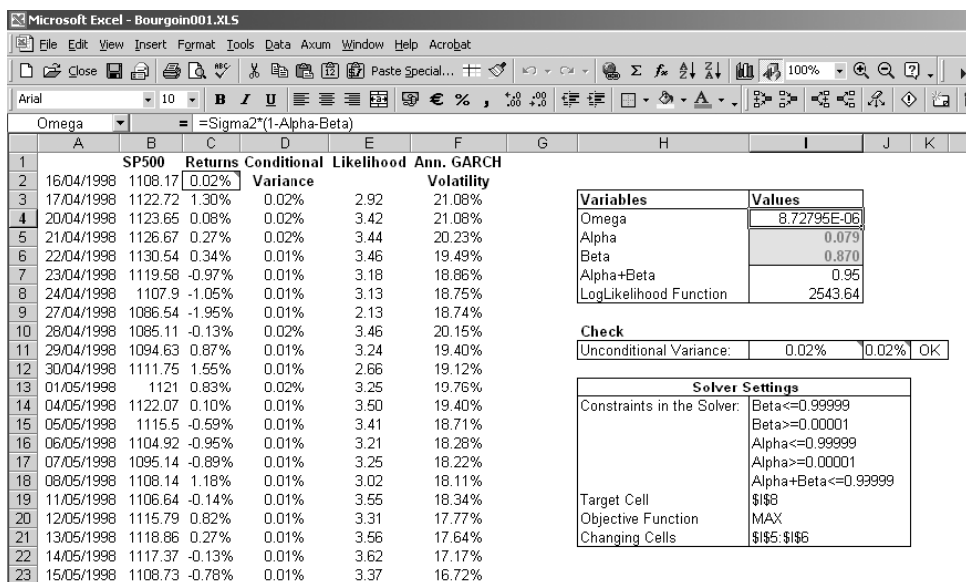 Microsoft Excel - Bourgoin001.XLS
File Edit View Insert Format Tools Data Axum Window Help Acrobat
Close Paste Special... 100%
Arial 10 B I U € % ,
Omega = =Sigma2*(1-Alpha-Beta)
A B C D E F G H I J K
1 SP500 Returns Conditional Likelihood Ann. GARCH
2 16/04/1998 1108.17 0.02% Variance Volatility
3 17/04/1998 1122.72 1.30% 0.02% 2.92 21.08% Variables Values
4 20/04/1998 1123.65 0.08% 0.02% 3.42 21.08% Omega 8.72795E-06
5 21/04/1998 1126.67 0.27% 0.02% 3.44 20.23% Alpha 0.079
6 22/04/1998 1130.54 0.34% 0.01% 3.46 19.49% Beta 0.870
7 23/04/1998 1119.58 -0.97% 0.01% 3.18 18.86% Alpha+Beta 0.95
8 24/04/1998 1107.9 -1.05% 0.01% 3.13 18.75% LogLikelihood Function 2543.64
9 27/04/1998 1086.54 -1.95% 0.01% 2.13 18.74%
10 28/04/1998 1085.11 -0.13% 0.02% 3.46 20.15% Check
11 29/04/1998 1094.63 0.87% 0.01% 3.24 19.40% Unconditional Variance: 0.02% 0.02% OK
12 30/04/1998 1111.75 1.55% 0.01% 2.66 19.12%
13 01/05/1998 1121 0.83% 0.02% 3.25 19.76% Solver Settings
14 04/05/1998 1122.07 0.10% 0.01% 3.50 19.40% Constraints in the Solver: Beta<=0.99999
15 05/05/1998 1115.5 -0.59% 0.01% 3.41 18.71% Beta>=0.00001
16 06/05/1998 1104.92 -0.95% 0.01% 3.21 18.28% Alpha<=0.99999
17 07/05/1998 1095.14 -0.89% 0.01% 3.25 18.22% Alpha>=0.00001
18 08/05/1998 1108.14 1.18% 0.01% 3.02 18.11% Alpha+Beta<=0.99999
19 11/05/1998 1106.64 -0.14% 0.01% 3.55 18.34% Target Cell $I$8
20 12/05/1998 1115.79 0.82% 0.01% 3.31 17.77% Objective Function MAX
21 13/05/1998 1118.86 0.27% 0.01% 3.56 17.64% Changing Cells $I$5:$I$6
22 14/05/1998 1117.37 -0.13% 0.01% 3.62 17.17%
23 15/05/1998 1108.73 -0.78% 0.01% 3.37 16.72%